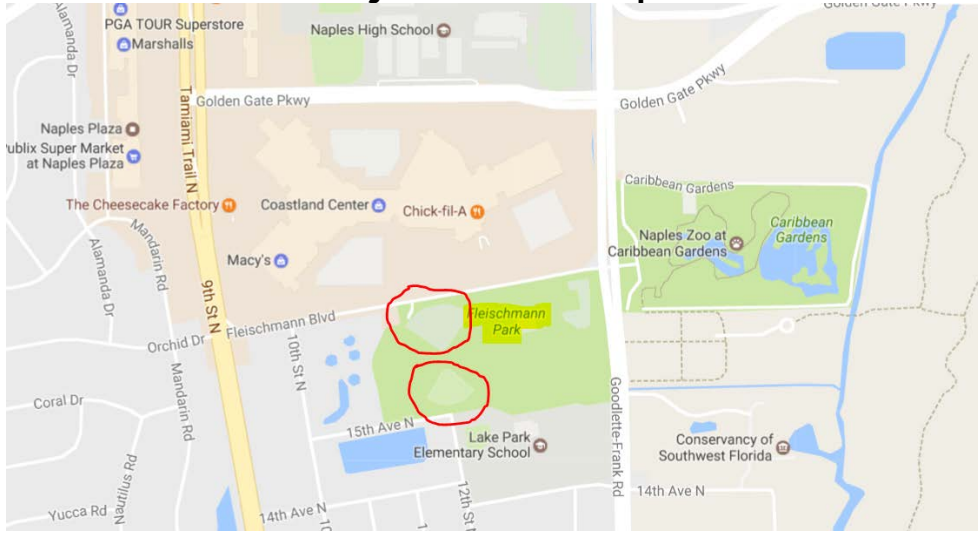 PGA TOUR Superstore
Marshalls
Naples High School
Golden Gate Pkwy
Alamanda Dr
Golden Gate Pkwy
Golden Gate Pkwy
Tamiami Trail N
Naples Plaza
ublix Super Market
at Naples Plaza
The Cheesecake Factory
Coastland Center
Chick-fil-A
Macy's
Caribbean Gardens
Naples Zoo at
Caribbean Gardens
Caribbean
Gardens
Mandarin Rd
Alamanda Dr
9th St N
Fleischmann
Park
Fleischmann Blvd
Orchid Dr
10th St N
Mandarin Rd
Coral Dr
15th Ave N
Lake Park
Elementary School
Goodlette-Frank Rd
Conservancy of
Southwest Florida
12th St N
14th Ave N
14th Ave N
Yucca Rd